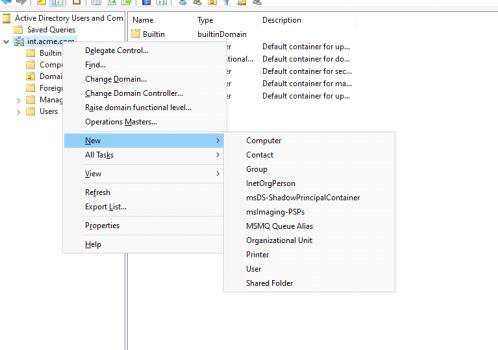 Active Directory Users and Com
Name Type Description
Saved Queries
Builtin builtinDomain
int.acme.com
Builtin
Delegate Control...
er Default container for up...
Find...
ational... Default container for do...
Compu
Domai
Change Domain...
er Default container for sec...
Foreig
Change Domain Controller...
er Default container for ma...
Manag
Raise domain functional level...
er Default container for up...
Users
Operations Masters...
New
Computer
All Tasks
Contact
Group
View
InetOrgPerson
Refresh
msDS-ShadowPrincipalContainer
Export List...
msImaging-PSPs
Properties
MSMQ Queue Alias
Help
Organizational Unit
Printer
User
Shared Folder